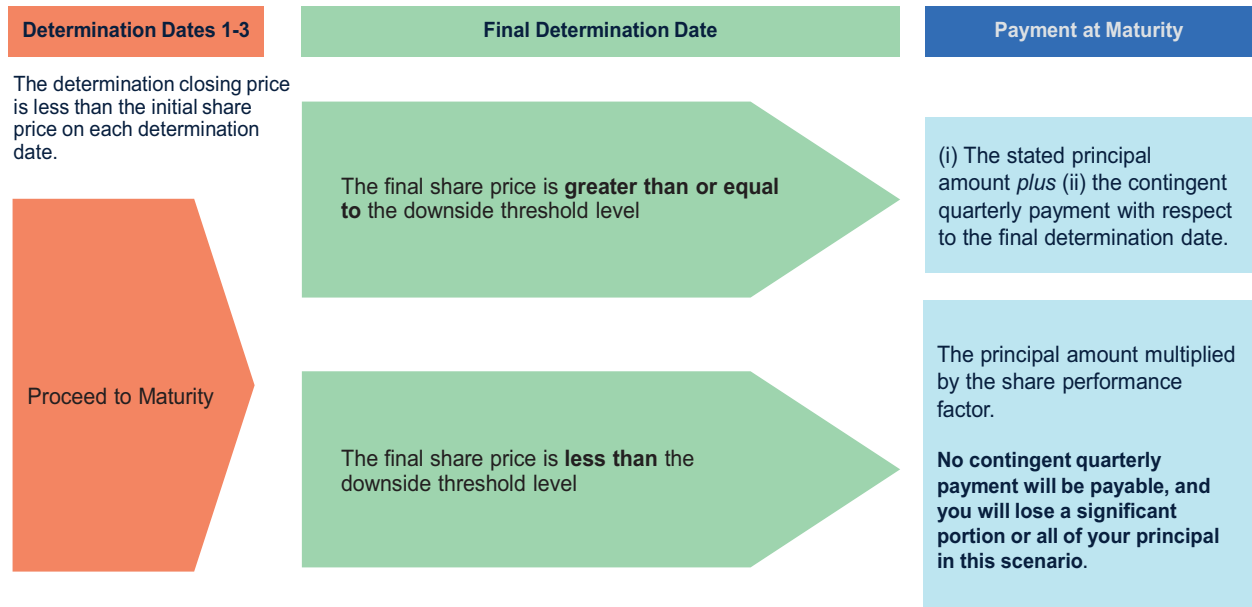 Determination Dates 1-3
Final Determination Date
Payment at Maturity
The determination closing price
is less than the initial share
price on each determination
date.
Proceed to Maturity
The final share price is greater than or equal
to the downside threshold level
(i) The stated principal
amount plus (ii) the contingent
quarterly payment with respect
to the final determination date.
The final share price is less than the
downside threshold level
The principal amount multiplied
by the share performance
factor.
No contingent quarterly
payment will be payable, and
you will lose a significant
portion or all of your principal
in this scenario.